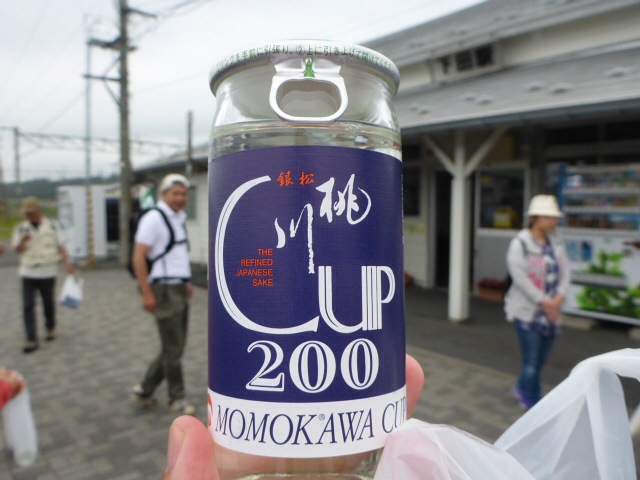 銀松
桃川
THE
REFINED
JAPANESE
SAKE
CUP
200
MOMOKAWA® CUP